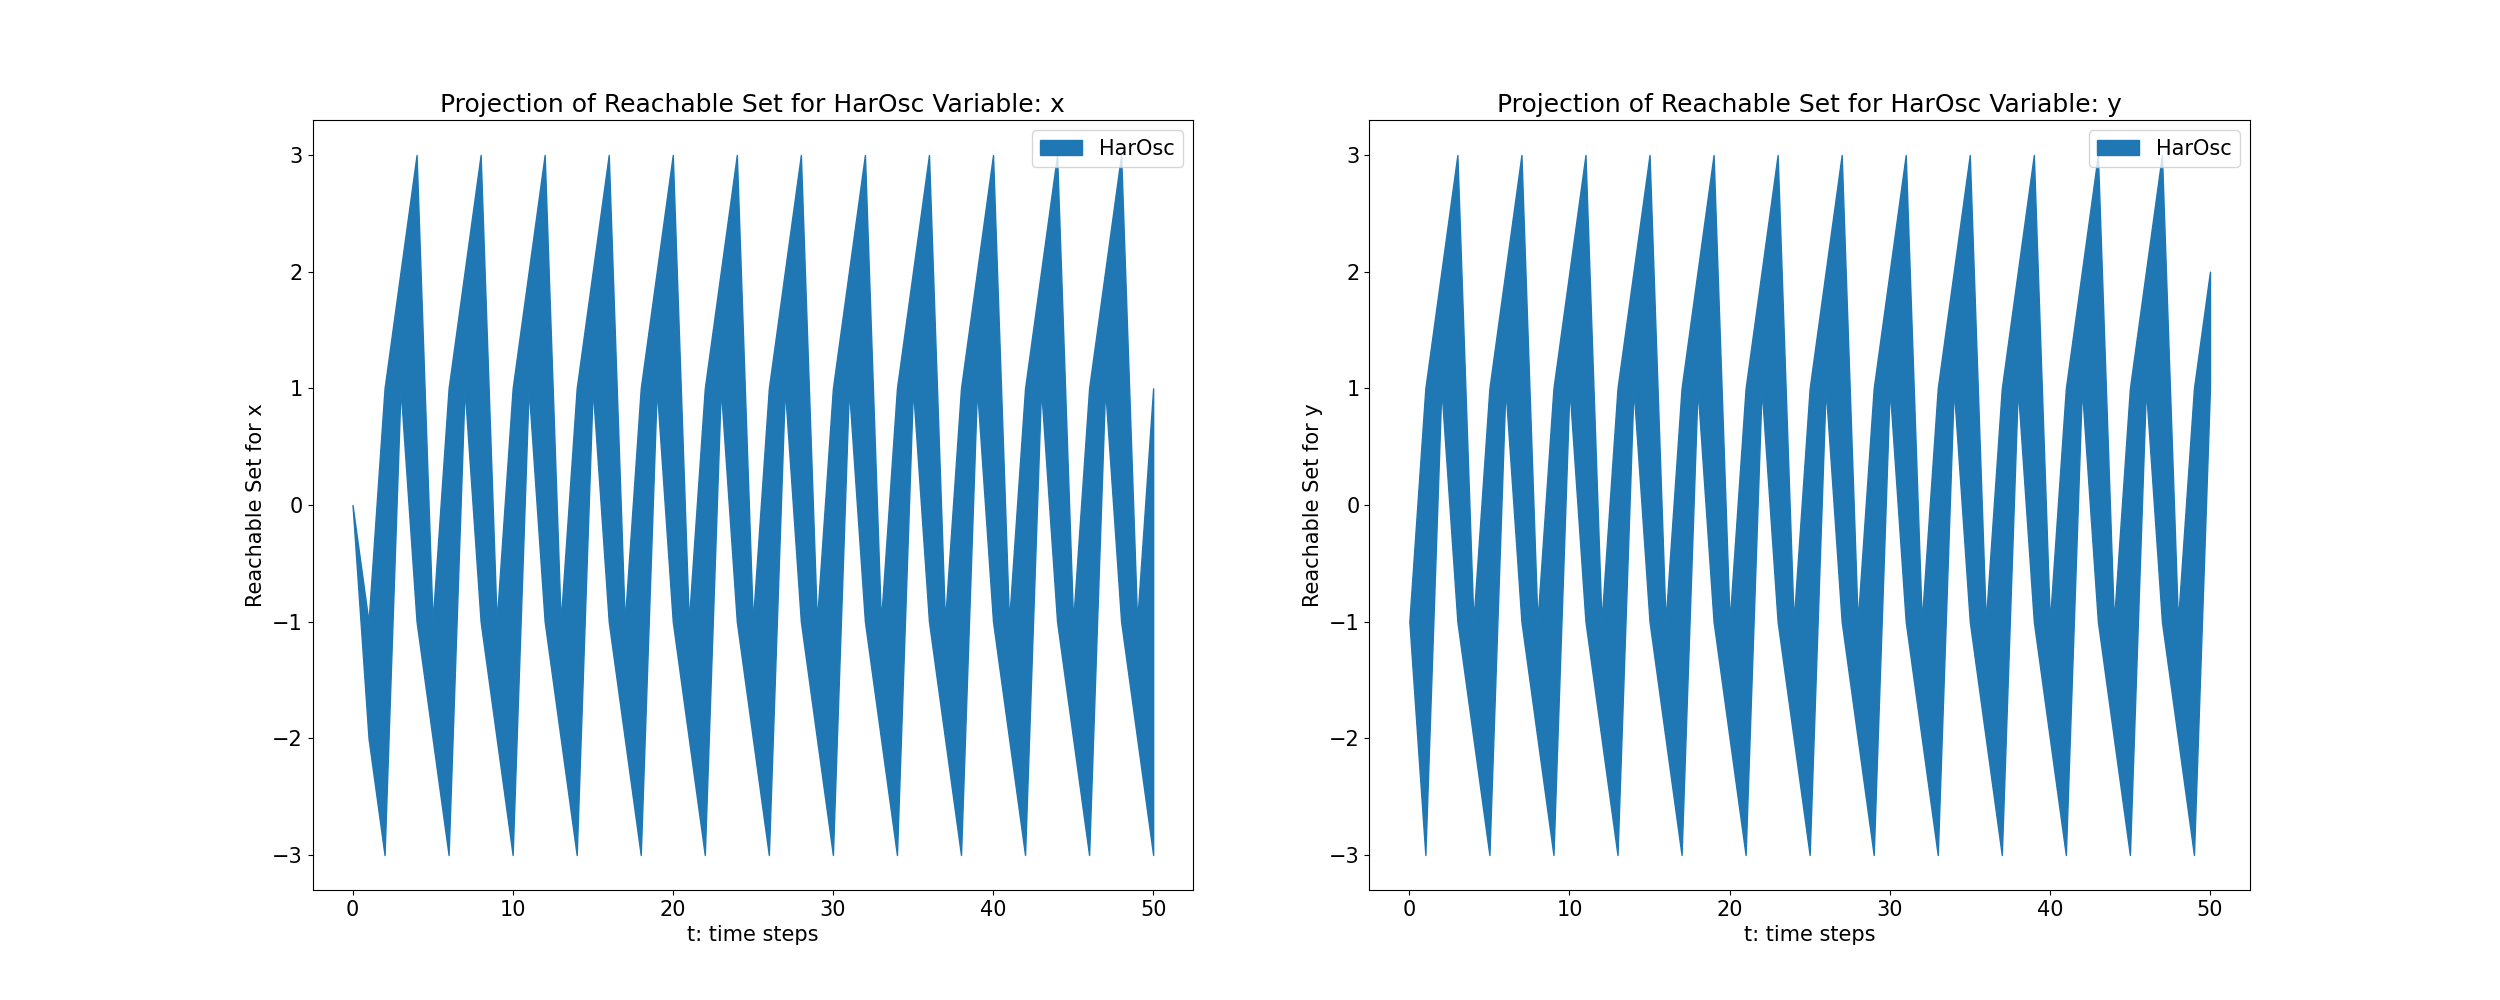 Projection of Reachable Set for HarOsc Variable: x
HarOsc
3
2
1
0
−1
−2
−3
Reachable Set for x
0 10 20 30 40 50
t: time steps
Projection of Reachable Set for HarOsc Variable: y
HarOsc
3
2
1
0
−1
−2
−3
Reachable Set for y
0 10 20 30 40 50
t: time steps